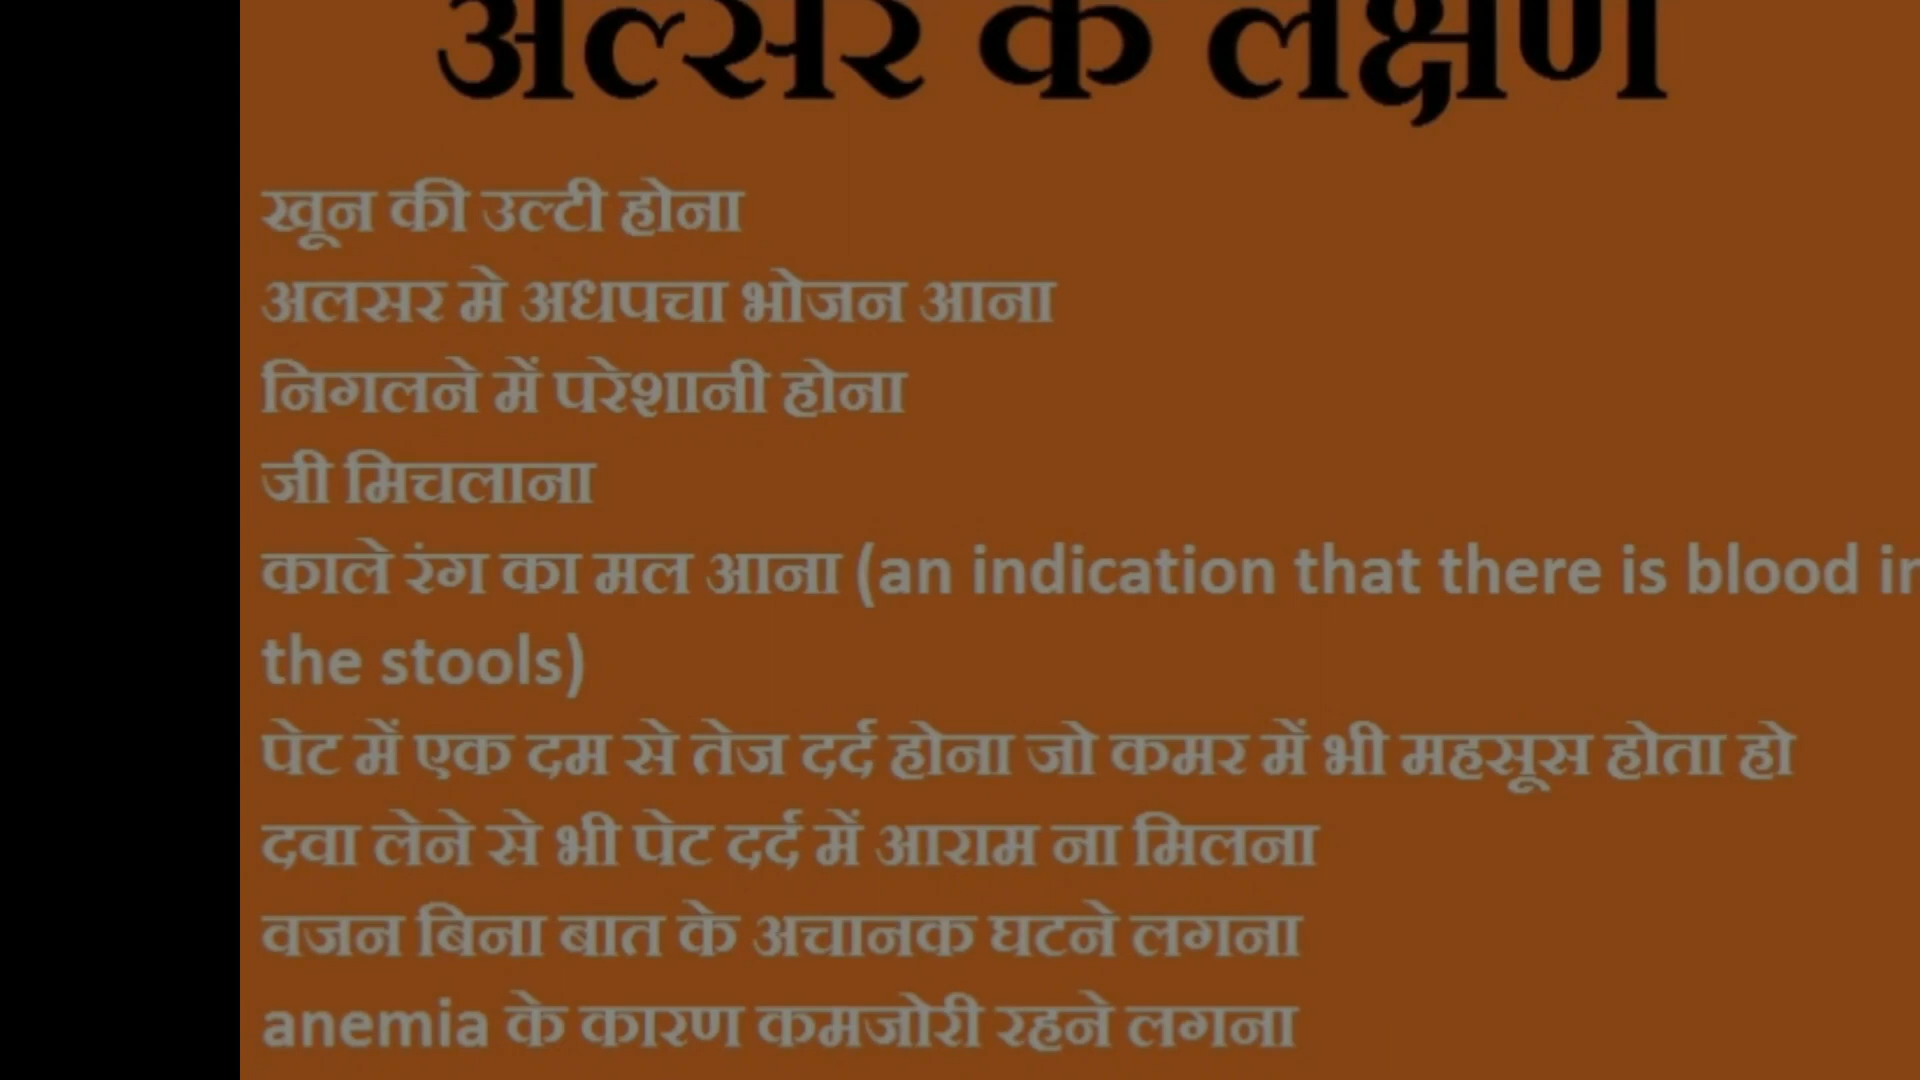 अल्सर के लक्षण
खून की उल्टी होना
अलसर मे अधपचा भोजन आना
निगलने में परेशानी होना
जी मिचलाना
काले रंग का मल आना (an indication that there is blood in
the stools)
पेट में एक दम से तेज दर्द होना जो कमर में भी महसूस होता हो
दवा लेने से भी पेट दर्द में आराम ना मिलना
वजन बिना बात के अचानक घटने लगना
anemia के कारण कमजोरी रहने लगना